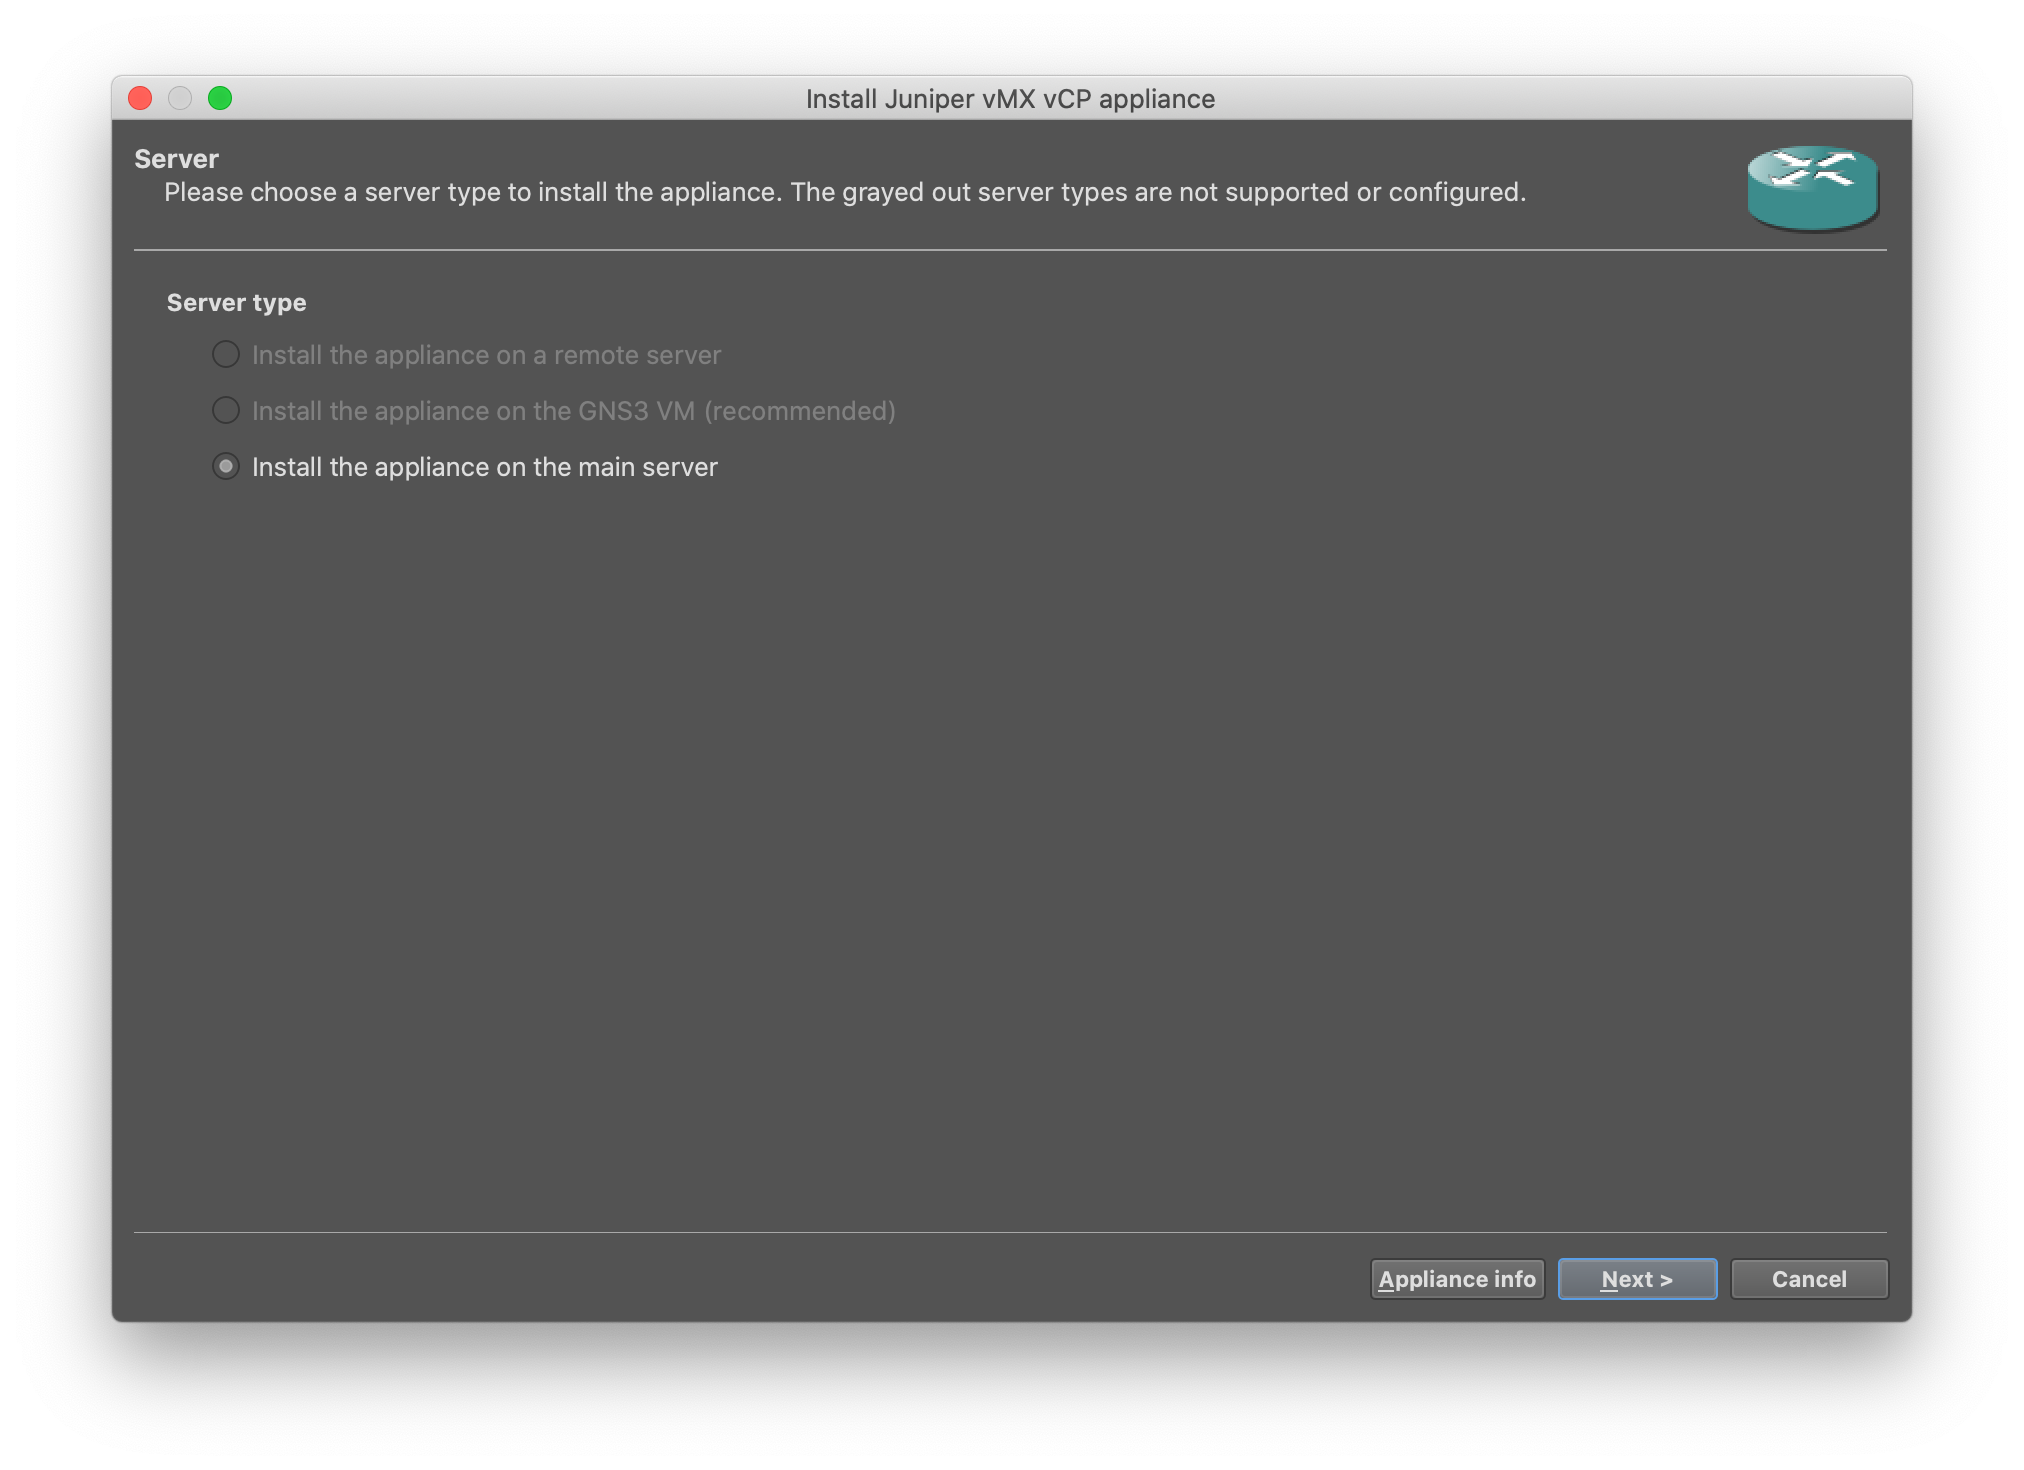 Install Juniper vMX vCP appliance
Server
Please choose a server type to install the appliance. The grayed out server types are not supported or configured.
Server type
Install the appliance on a remote server
Install the appliance on the GNS3 VM (recommended)
Install the appliance on the main server
Appliance info
Next >
Cancel